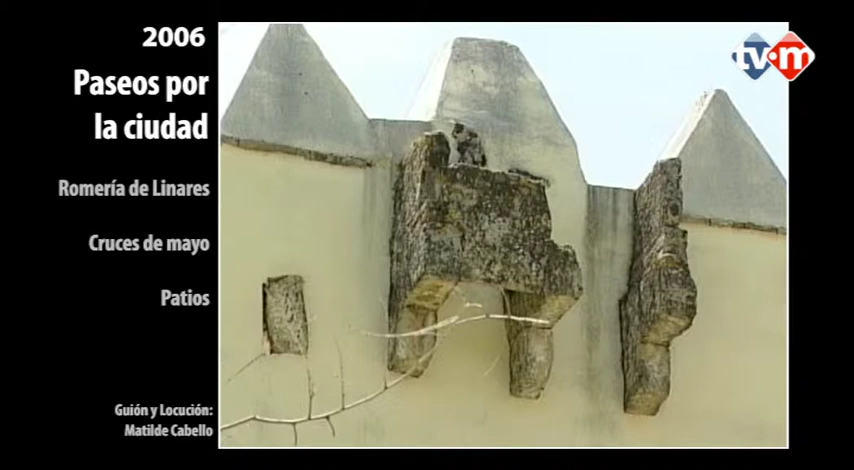 2006
Paseos por
la ciudad
Romería de Linares
Cruces de mayo
Patios
Guión y Locución:
Matilde Cabello
tv·m